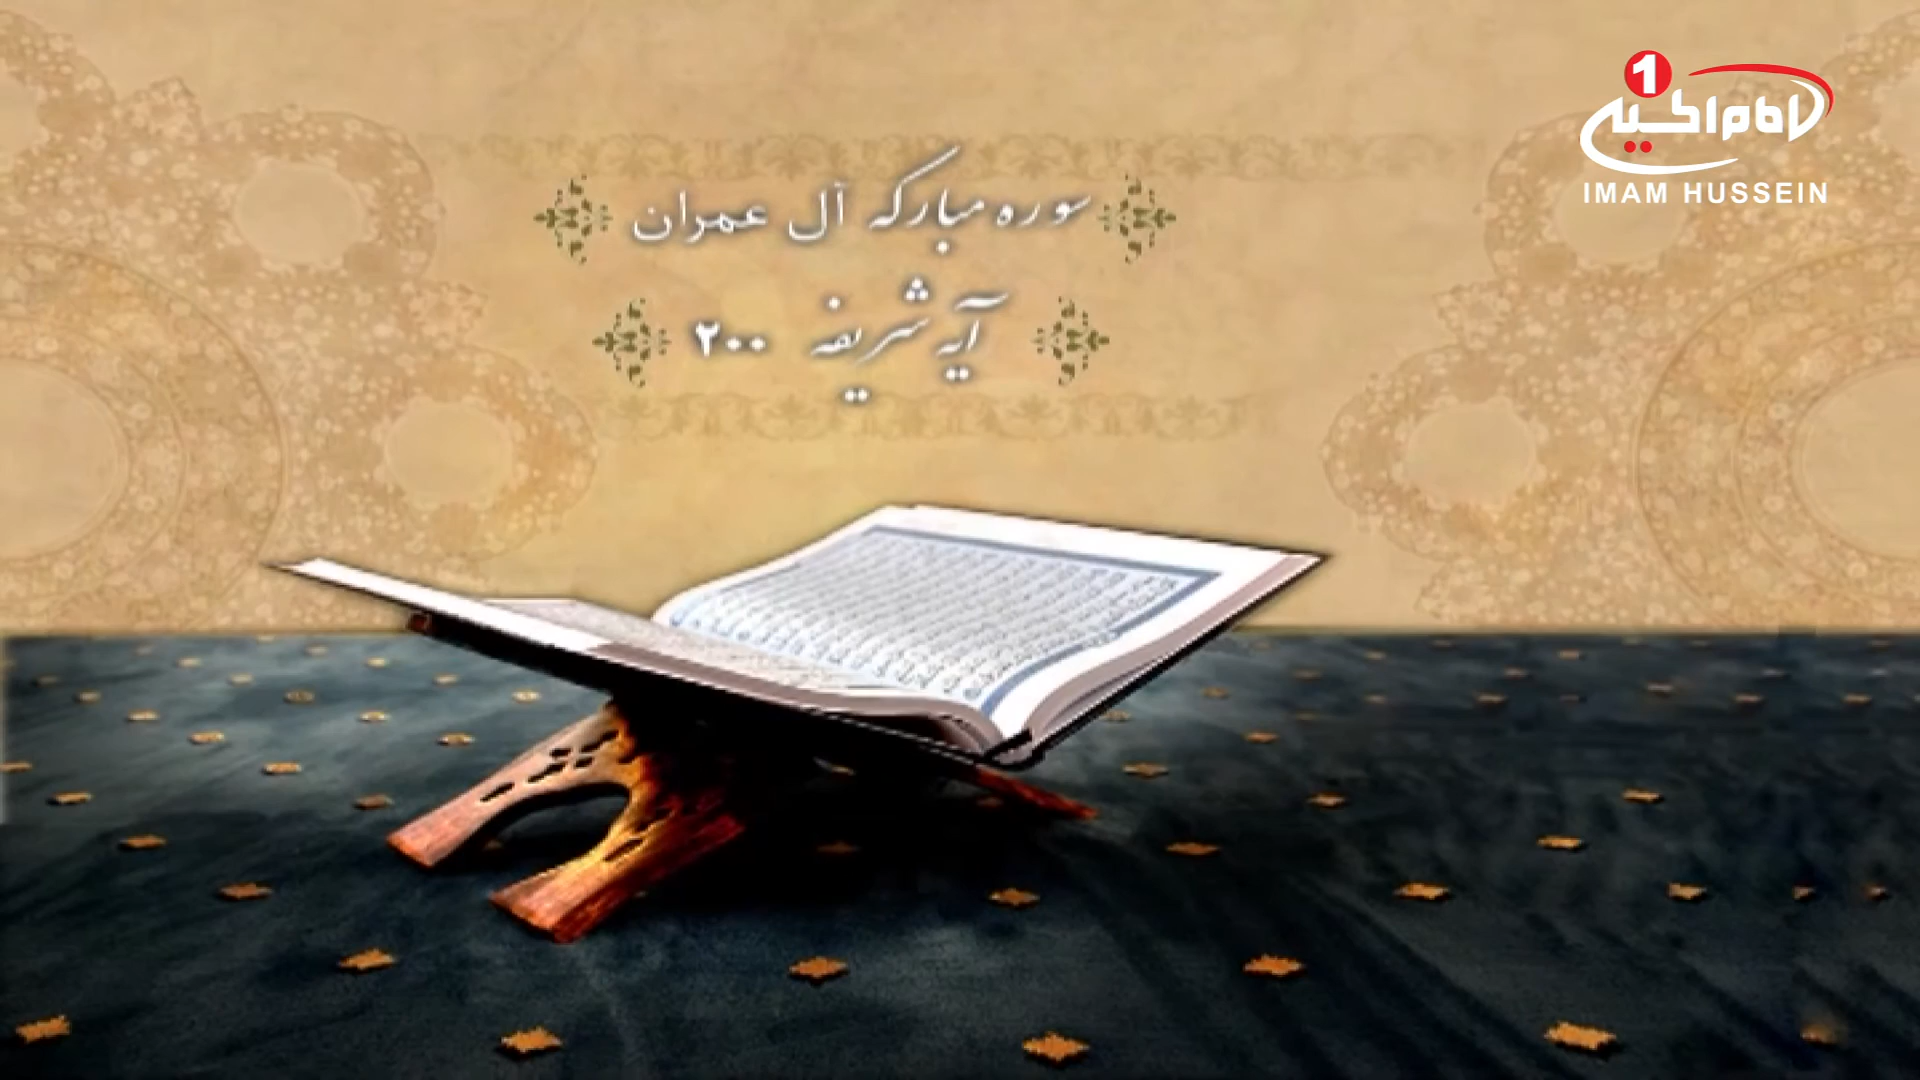 سوره مبارکه آل عمران
آیه شریفه ۲۰۰
1
امام حسین
IMAM HUSSEIN